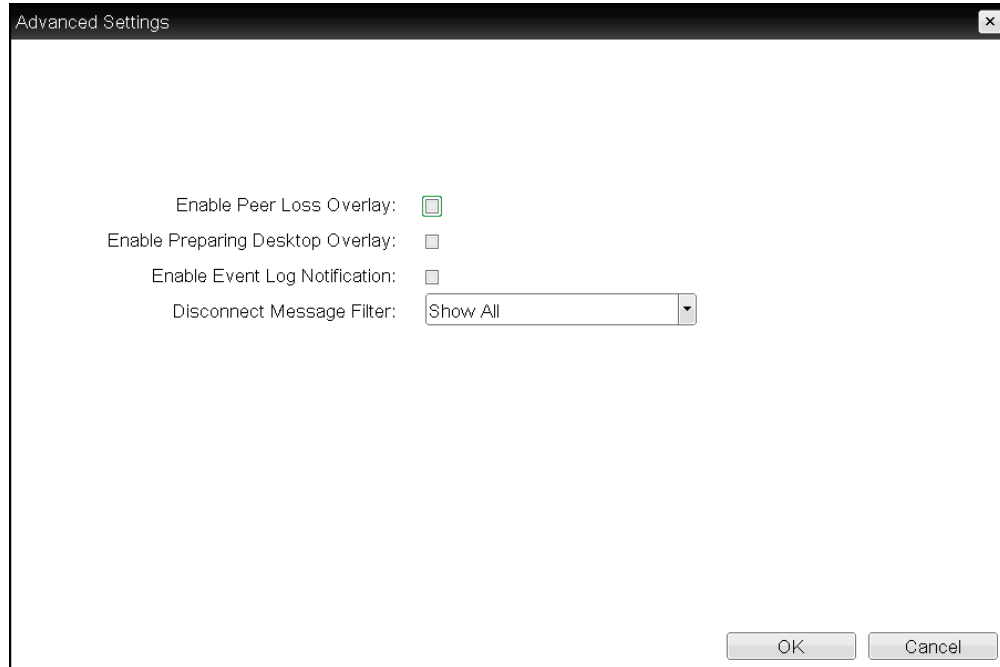 Advanced Settings
Enable Peer Loss Overlay:
Enable Preparing Desktop Overlay:
Enable Event Log Notification:
Disconnect Message Filter: Show All
OK Cancel